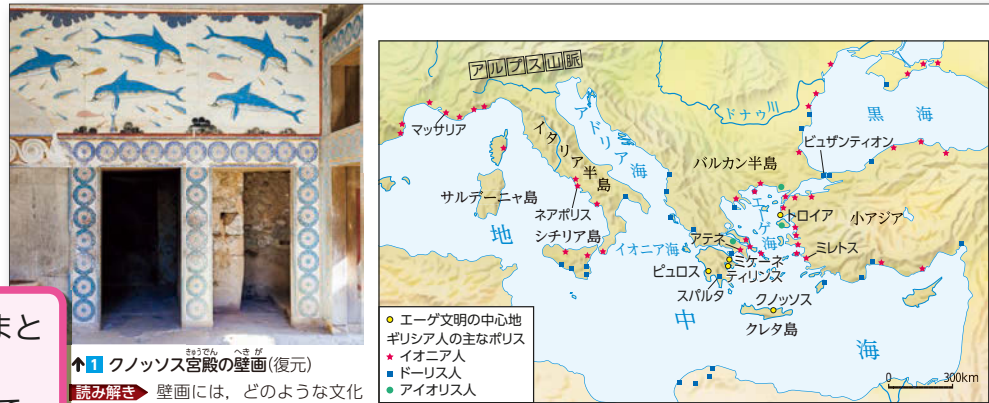 アルプス山脈
ドナウ川
黒海
マッサリア
アドリア海
イタリア半島
ビュザンティオン
バルカン半島
サルデーニャ島
ネアポリス
エーゲ海
トロイア
小アジア
シチリア島
イオニア海
アテネ
ミレトス
ミケーネ
ピュロス
ティリンス
スパルタ
クノッソス
クレタ島
地中海
エーゲ文明の中心地
ギリシア人の主なポリス
イオニア人
ドーリス人
アイオリス人
0 300km
まと
↑1 クノッソス宮殿の壁画(復元)
きゅうでん へきが
読み解き 壁画には，どのような文化